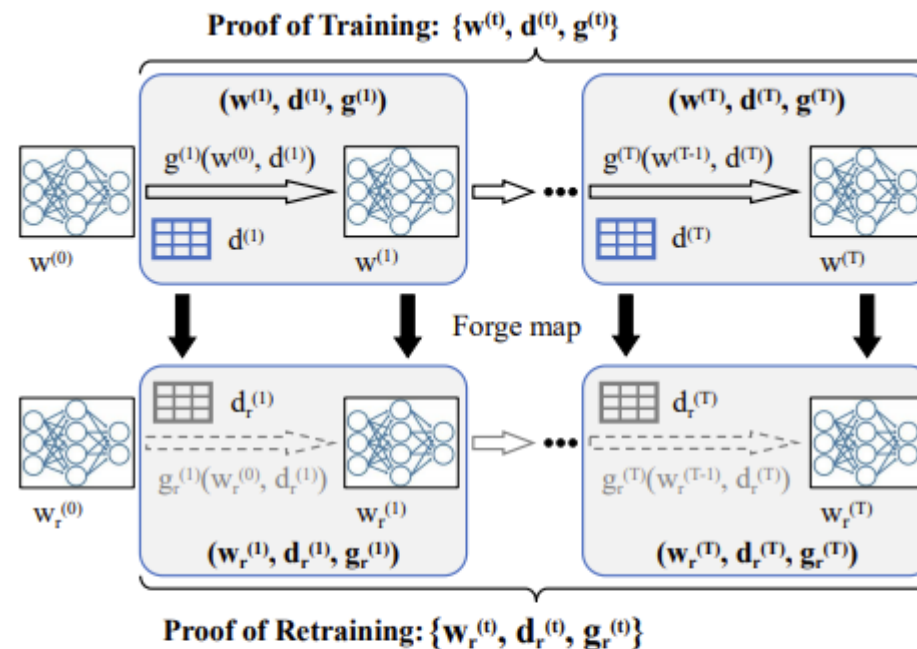 Proof of Training: {w⁽ᵗ⁾, d⁽ᵗ⁾, g⁽ᵗ⁾}
(w⁽¹⁾, d⁽¹⁾, g⁽¹⁾)
(w⁽ᵀ⁾, d⁽ᵀ⁾, g⁽ᵀ⁾)
g⁽¹⁾(w⁽⁰⁾, d⁽¹⁾)
g⁽ᵀ⁾(w⁽ᵀ⁻¹⁾, d⁽ᵀ⁾)
•••
d⁽¹⁾
d⁽ᵀ⁾
w⁽⁰⁾
w⁽¹⁾
w⁽ᵀ⁾
Forge map
dᵣ⁽¹⁾
dᵣ⁽ᵀ⁾
•••
gᵣ⁽¹⁾(wᵣ⁽⁰⁾, dᵣ⁽¹⁾)
gᵣ⁽ᵀ⁾(wᵣ⁽ᵀ⁻¹⁾, dᵣ⁽ᵀ⁾)
wᵣ⁽⁰⁾
wᵣ⁽¹⁾
wᵣ⁽ᵀ⁾
(wᵣ⁽¹⁾, dᵣ⁽¹⁾, gᵣ⁽¹⁾)
(wᵣ⁽ᵀ⁾, dᵣ⁽ᵀ⁾, gᵣ⁽ᵀ⁾)
Proof of Retraining: {wᵣ⁽ᵗ⁾, dᵣ⁽ᵗ⁾, gᵣ⁽ᵗ⁾}